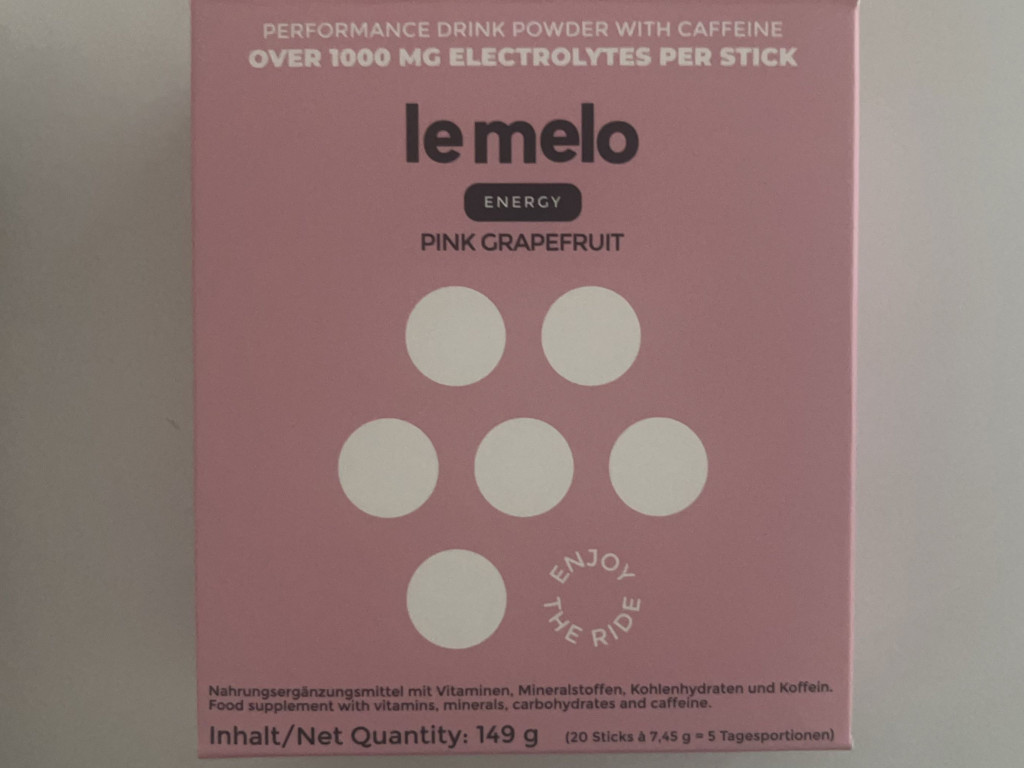 PERFORMANCE DRINK POWDER WITH CAFFEINE
OVER 1000 MG ELECTROLYTES PER STICK
le melo
ENERGY
PINK GRAPEFRUIT
ENJOY
THE RIDE
Nahrungsergänzungsmittel mit Vitaminen, Mineralstoffen, Kohlenhydraten und Koffein.
Food supplement with vitamins, minerals, carbohydrates and caffeine.
Inhalt/Net Quantity: 149 g (20 Sticks à 7,45 g = 5 Tagesportionen)